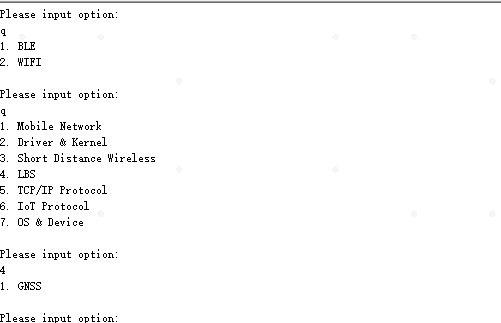 Please input option:
q
1. BLE
2. WIFI
Please input option:
q
1. Mobile Network
2. Driver & Kernel
3. Short Distance Wireless
4. LBS
5. TCP/IP Protocol
6. IoT Protocol
7. OS & Device
Please input option:
4
1. GNSS
Please input option: